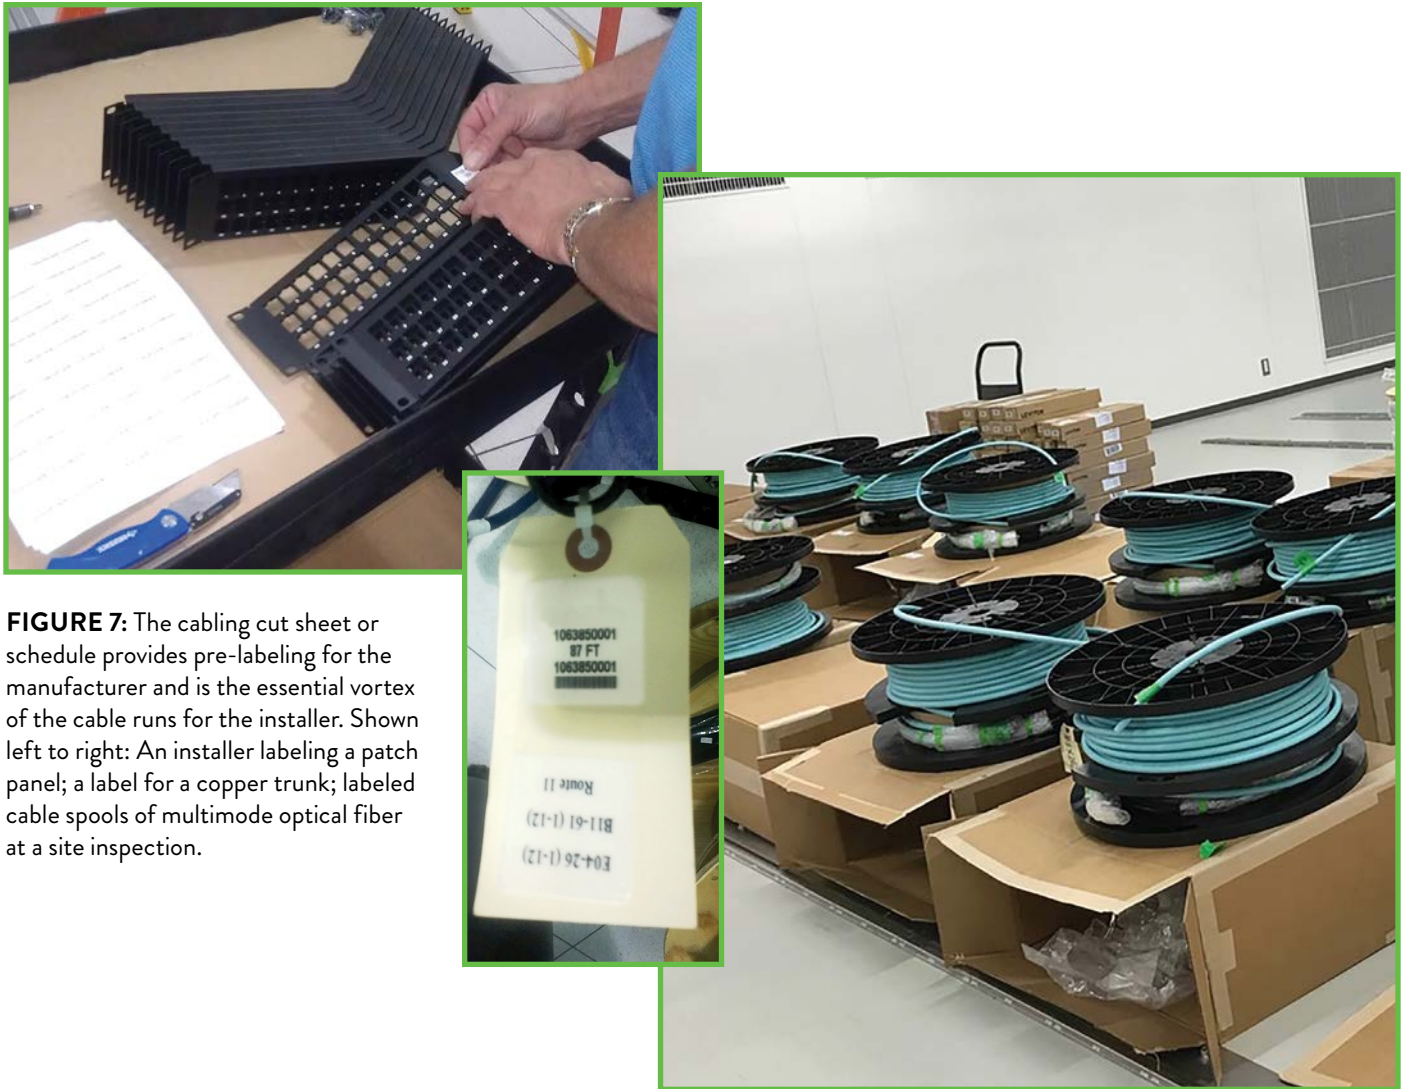 FIGURE 7: The cabling cut sheet or
schedule provides pre-labeling for the
manufacturer and is the essential vortex
of the cable runs for the installer. Shown
left to right: An installer labeling a patch
panel; a label for a copper trunk; labeled
cable spools of multimode optical fiber
at a site inspection.
1063850001
87 FT
1063850001
E04-26 (1-12)
B11-61 (1-12)
Route 11